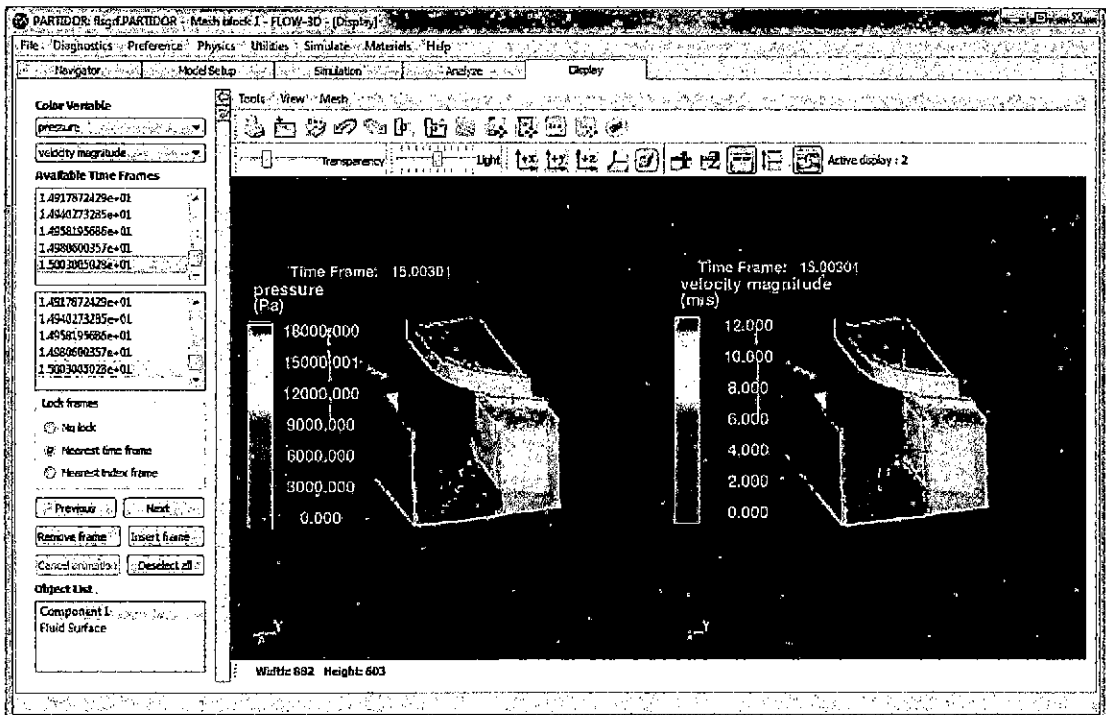 PARTIDOR: flsgrf.PARTIDOR - Mesh block 1 - FLOW-3D - [Display]
File Diagnostics Preference Physics Utilities Simulate Materials Help
Navigator Model Setup Simulation Analyze Display
Color Variable
pressure
velocity magnitude
Available Time Frames
1.4917872429e+01
1.4940273285e+01
1.4958195686e+01
1.4980600357e+01
1.5003005028e+01
1.4917872429e+01
1.4940273285e+01
1.4958195686e+01
1.4980600357e+01
1.5003005028e+01
Lock frames
No lock
Nearest time frame
Nearest index frame
Previous Next
Remove frame Insert frame
Cancel animation Deselect all
Object List
Component 1
Fluid Surface
Tools View Mesh
Transparency Light +x +y +z Active display : 2
Time Frame: 15.00301
pressure
(Pa)
18000.000
15000.001
12000.000
9000.000
6000.000
3000.000
0.000
Time Frame: 15.00301
velocity magnitude
(m/s)
12.000
10.000
8.000
6.000
4.000
2.000
0.000
Y
Y
Width: 882 Height: 603